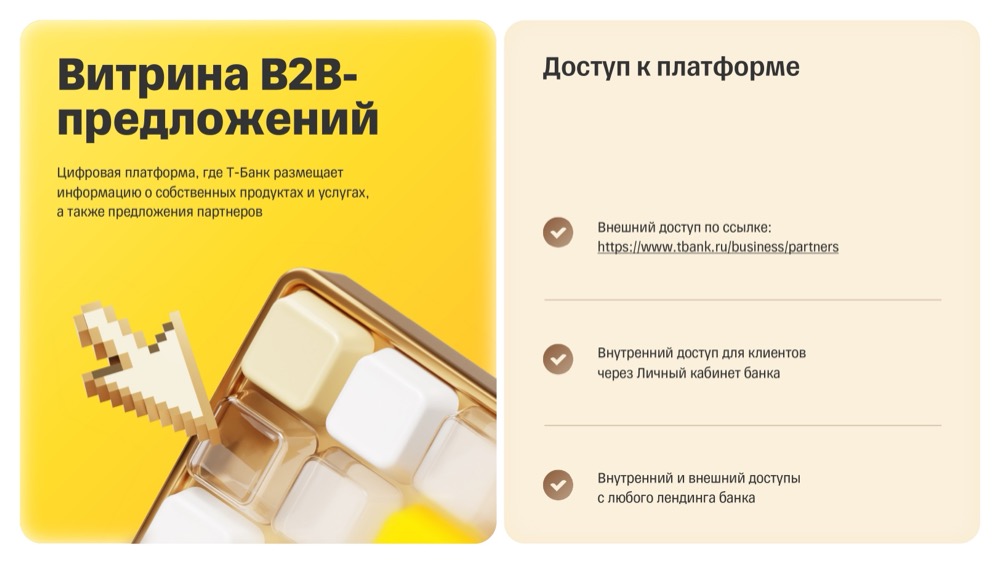 Витрина B2B-
предложений
Цифровая платформа, где Т-Банк размещает
информацию о собственных продуктах и услугах,
а также предложения партнеров
Доступ к платформе
Внешний доступ по ссылке:
https://www.tbank.ru/business/partners
Внутренний доступ для клиентов
через Личный кабинет банка
Внутренний и внешний доступы
с любого лендинга банка